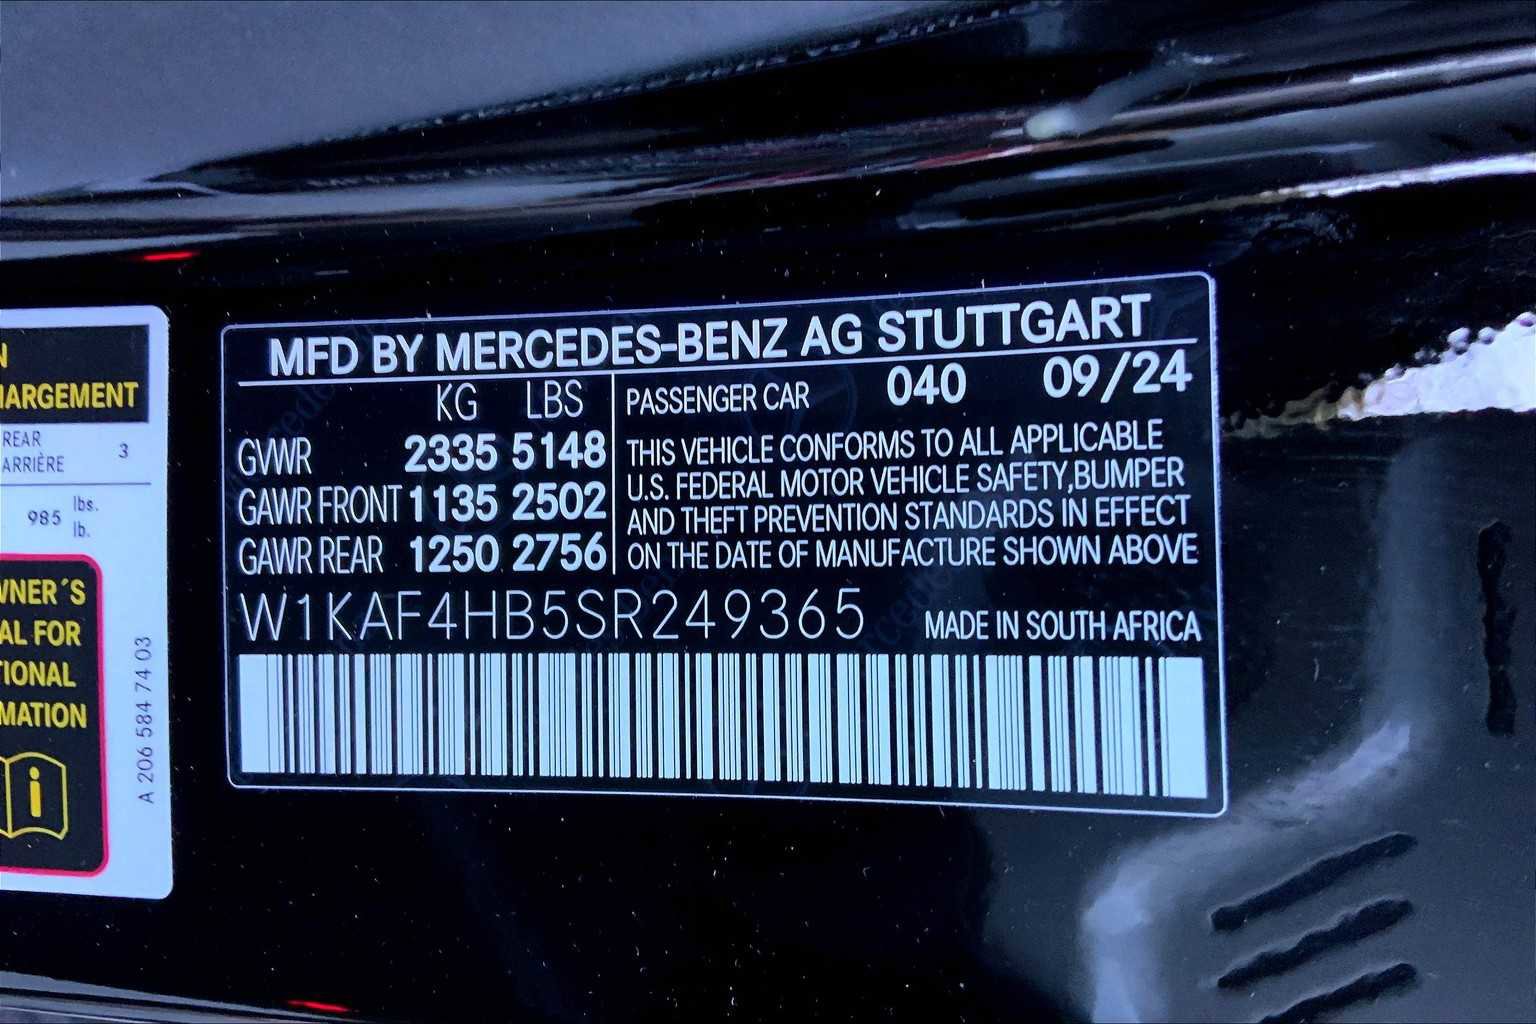 N
HARGEMENT
REAR
ARRIÈRE
3
985 lbs.
lb.
WNER´S
AL FOR
TIONAL
MATION
i
A 206 584 74 03
MFD BY MERCEDES-BENZ AG STUTTGART
KG LBS
GVWR 2335 5148
GAWR FRONT 1135 2502
GAWR REAR 1250 2756
PASSENGER CAR 040 09/24
THIS VEHICLE CONFORMS TO ALL APPLICABLE
U.S. FEDERAL MOTOR VEHICLE SAFETY,BUMPER
AND THEFT PREVENTION STANDARDS IN EFFECT
ON THE DATE OF MANUFACTURE SHOWN ABOVE
W1KAF4HB5SR249365
MADE IN SOUTH AFRICA